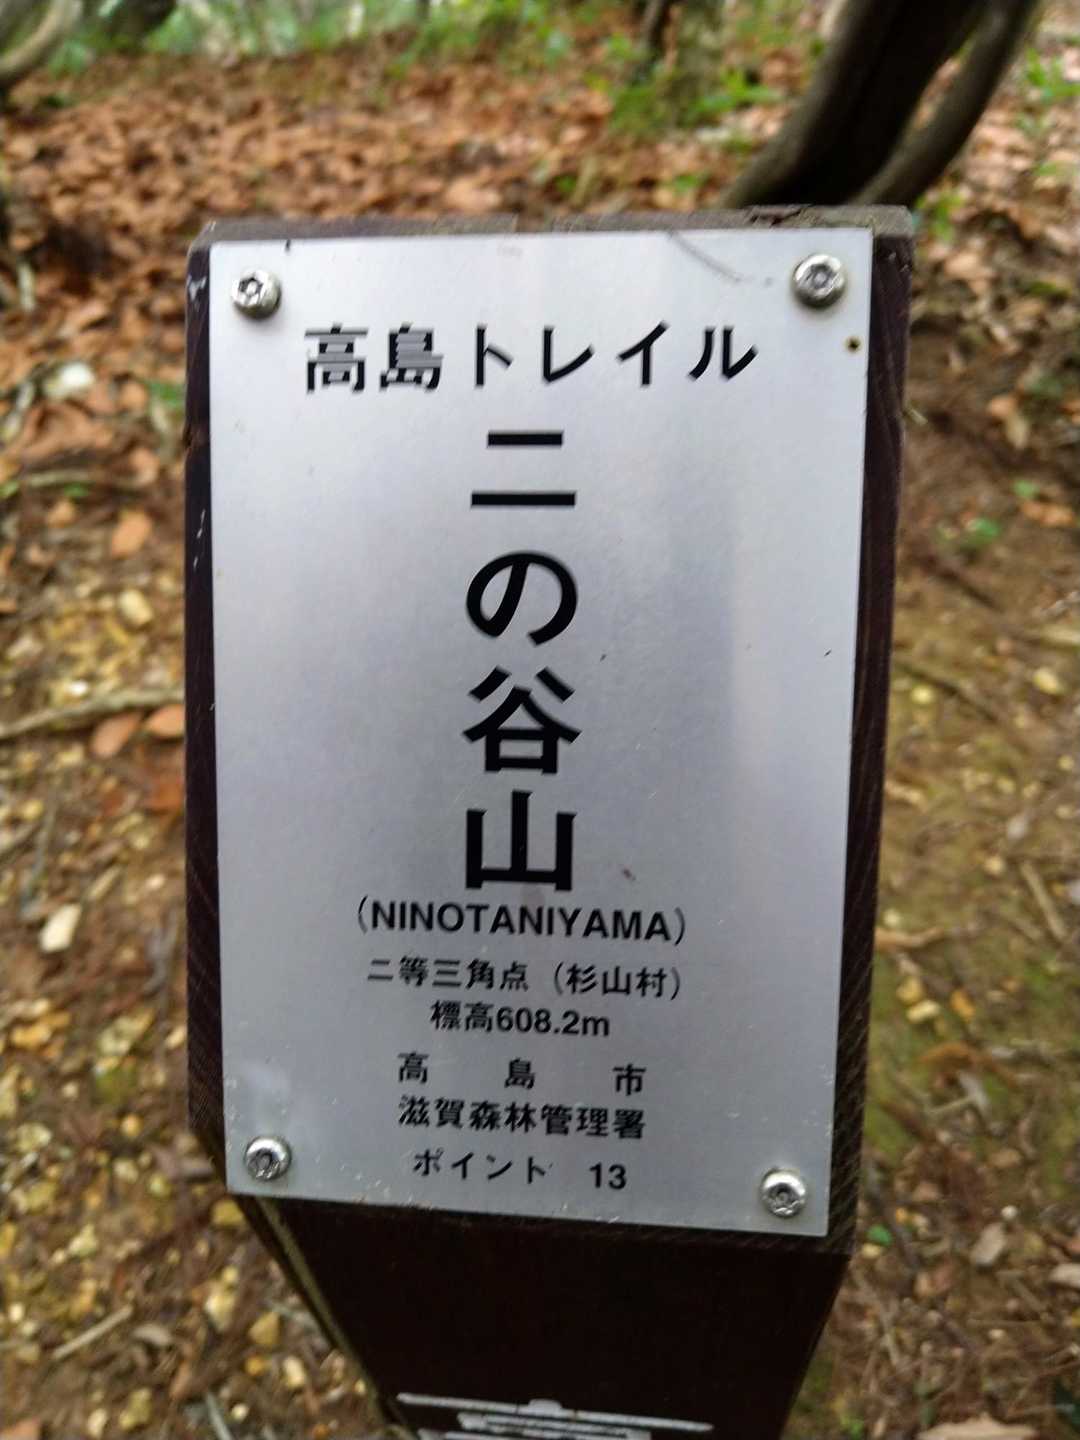 高島トレイル
二の谷山
(NINOTANIYAMA)
二等三角点（杉山村）
標高608.2m
高島市
滋賀森林管理署
ポイント 13